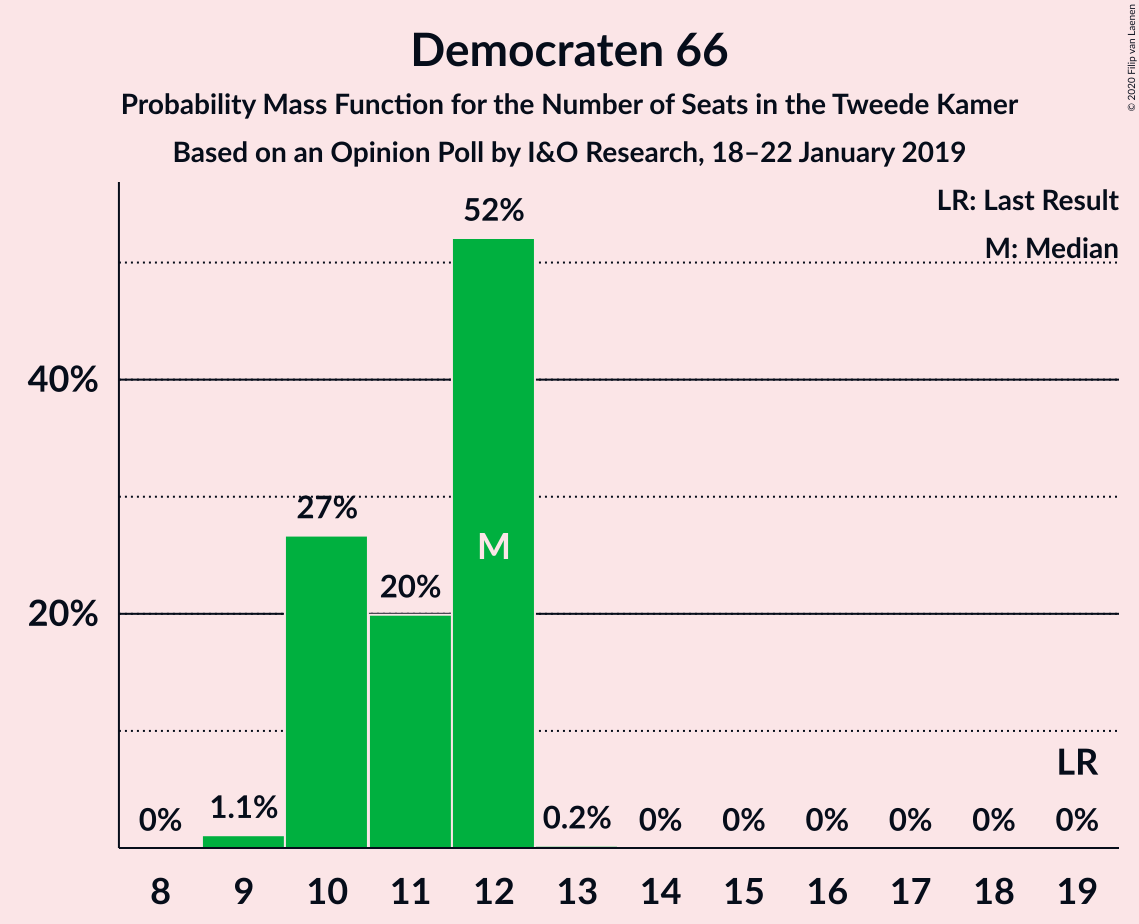 Democraten 66
Probability Mass Function for the Number of Seats in the Tweede Kamer
Based on an Opinion Poll by I&O Research, 18–22 January 2019
© 2020 Filip van Laenen
LR: Last Result
M: Median
52%
40%
27%
M
20%
20%
LR
0%
1.1%
0.2%
0%
0%
0%
0%
0%
0%
8 9 10 11 12 13 14 15 16 17 18 19